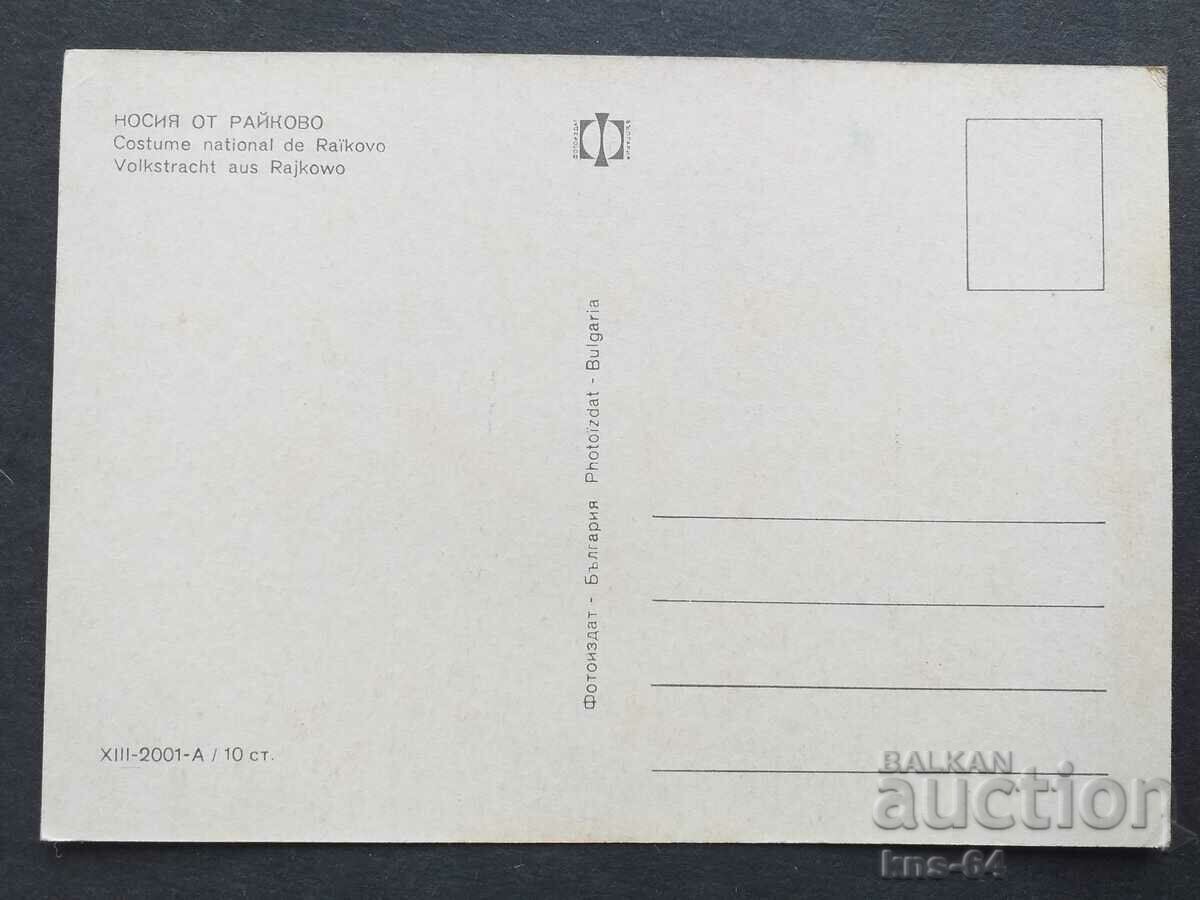 НОСИЯ ОТ РАЙКОВО
Costume national de Raïkovo
Volkstracht aus Rajkowo
Фотоиздат - България Photoïzdat - Bulgaria
XIII-2001-А / 10 ст.
BALKAN
auction
kns-64